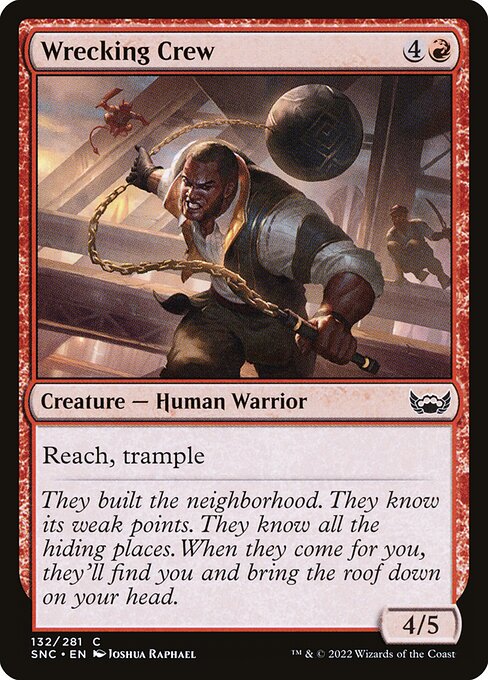 Wrecking Crew 4
Creature — Human Warrior
Reach, trample
They built the neighborhood. They know
its weak points. They know all the
hiding places. When they come for you,
they'll find you and bring the roof down
on your head.
4/5
132/281 C
SNC • EN Joshua Raphael
™ & © 2022 Wizards of the Coast